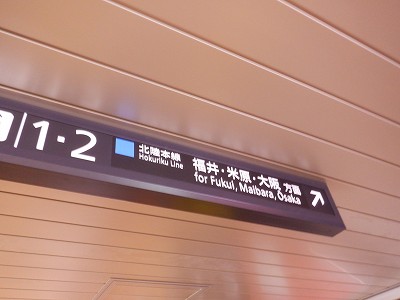 1・2
北陸本線
Hokuriku Line
福井・米原・大阪 方面
for Fukui, Maibara, Osaka